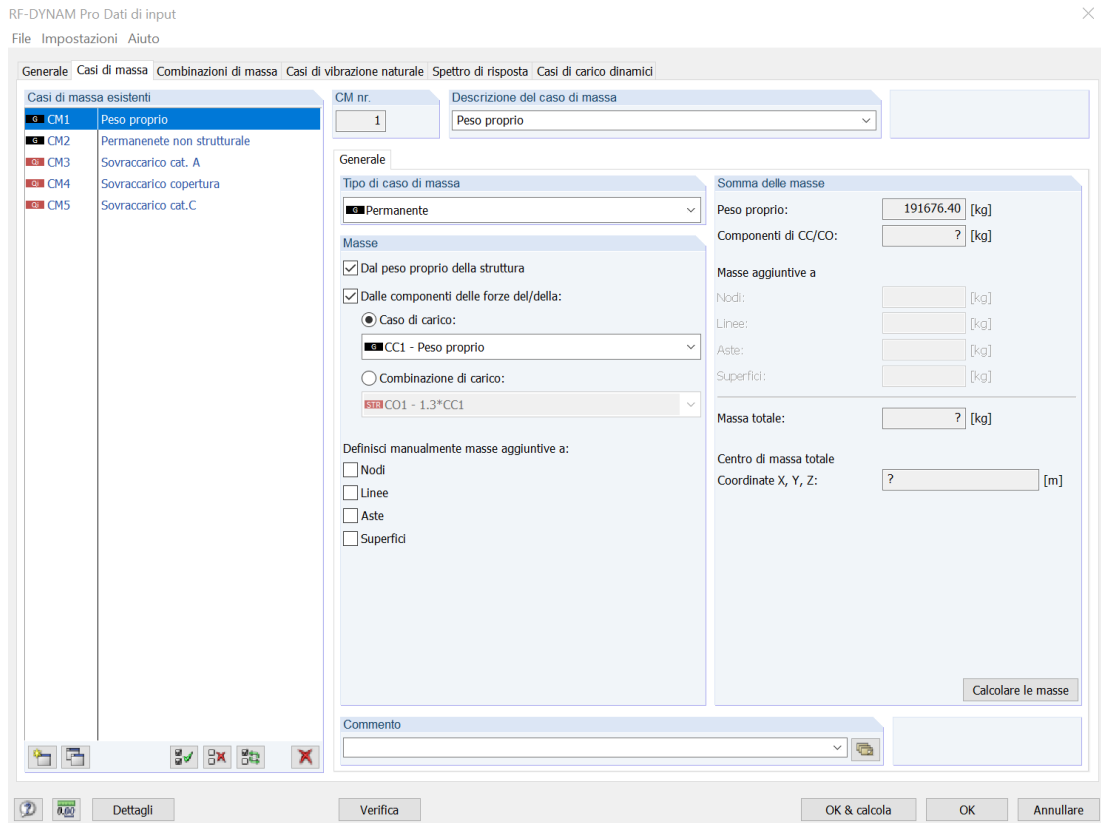 RF-DYNAM Pro Dati di input
File Impostazioni Aiuto
Generale Casi di massa Combinazioni di massa Casi di vibrazione naturale Spettro di risposta Casi di carico dinamici
Casi di massa esistenti
G CM1 Peso proprio
G CM2 Permanenete non strutturale
Qi CM3 Sovraccarico cat. A
Qi CM4 Sovraccarico copertura
Qi CM5 Sovraccarico cat.C
CM nr.
1
Descrizione del caso di massa
Peso proprio
Generale
Tipo di caso di massa
G Permanente
Masse
Dal peso proprio della struttura
Dalle componenti delle forze del/della:
Caso di carico:
G CC1 - Peso proprio
Combinazione di carico:
STR CO1 - 1.3*CC1
Definisci manualmente masse aggiuntive a:
Nodi
Linee
Aste
Superfici
Somma delle masse
Peso proprio: 191676.40 [kg]
Componenti di CC/CO: ? [kg]
Masse aggiuntive a
Nodi: [kg]
Linee: [kg]
Aste: [kg]
Superfici: [kg]
Massa totale: ? [kg]
Centro di massa totale
Coordinate X, Y, Z: ? [m]
Calcolare le masse
Commento
0.00 Dettagli Verifica OK & calcola OK Annullare